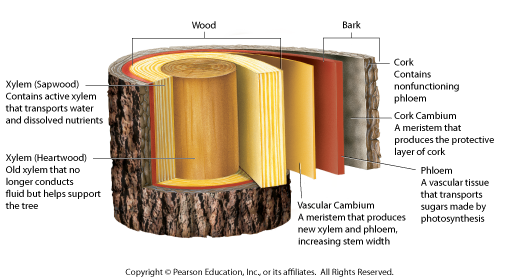 Wood
Bark
Xylem (Sapwood)
Contains active xylem
that transports water
and dissolved nutrients
Xylem (Heartwood)
Old xylem that no
longer conducts
fluid but helps support
the tree
Cork
Contains
nonfunctioning
phloem
Cork Cambium
A meristem that
produces the protective
layer of cork
Phloem
A vascular tissue
that transports
sugars made by
photosynthesis
Vascular Cambium
A meristem that produces
new xylem and phloem,
increasing stem width
Copyright © Pearson Education, Inc., or its affiliates. All Rights Reserved.